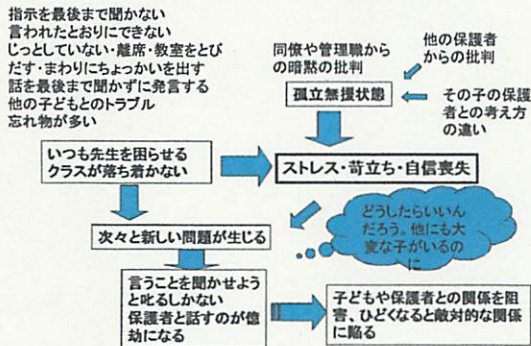 指示を最後まで聞かない
言われたとおりにできない
じっとしていない・離席・教室をとび
だす・まわりにちょっかいを出す
話を最後まで聞かずに発言する
他の子どもとのトラブル
忘れ物が多い
同僚や管理職か
らの暗黙の批判
他の保護者
からの批判
孤立無援状態
その子の保護
者との考え方
の違い
いつも先生を困らせる
クラスが落ち着かない
ストレス・苛立ち・自信喪失
どうしたらいいん
だろう。他にも大
変な子がいるの
に
次々と新しい問題が生じる
言うことを聞かせよう
と叱るしかない
保護者と話すのが億
劫になる
子どもや保護者との関係を阻
害、ひどくなると敵対的な関係
に陥る